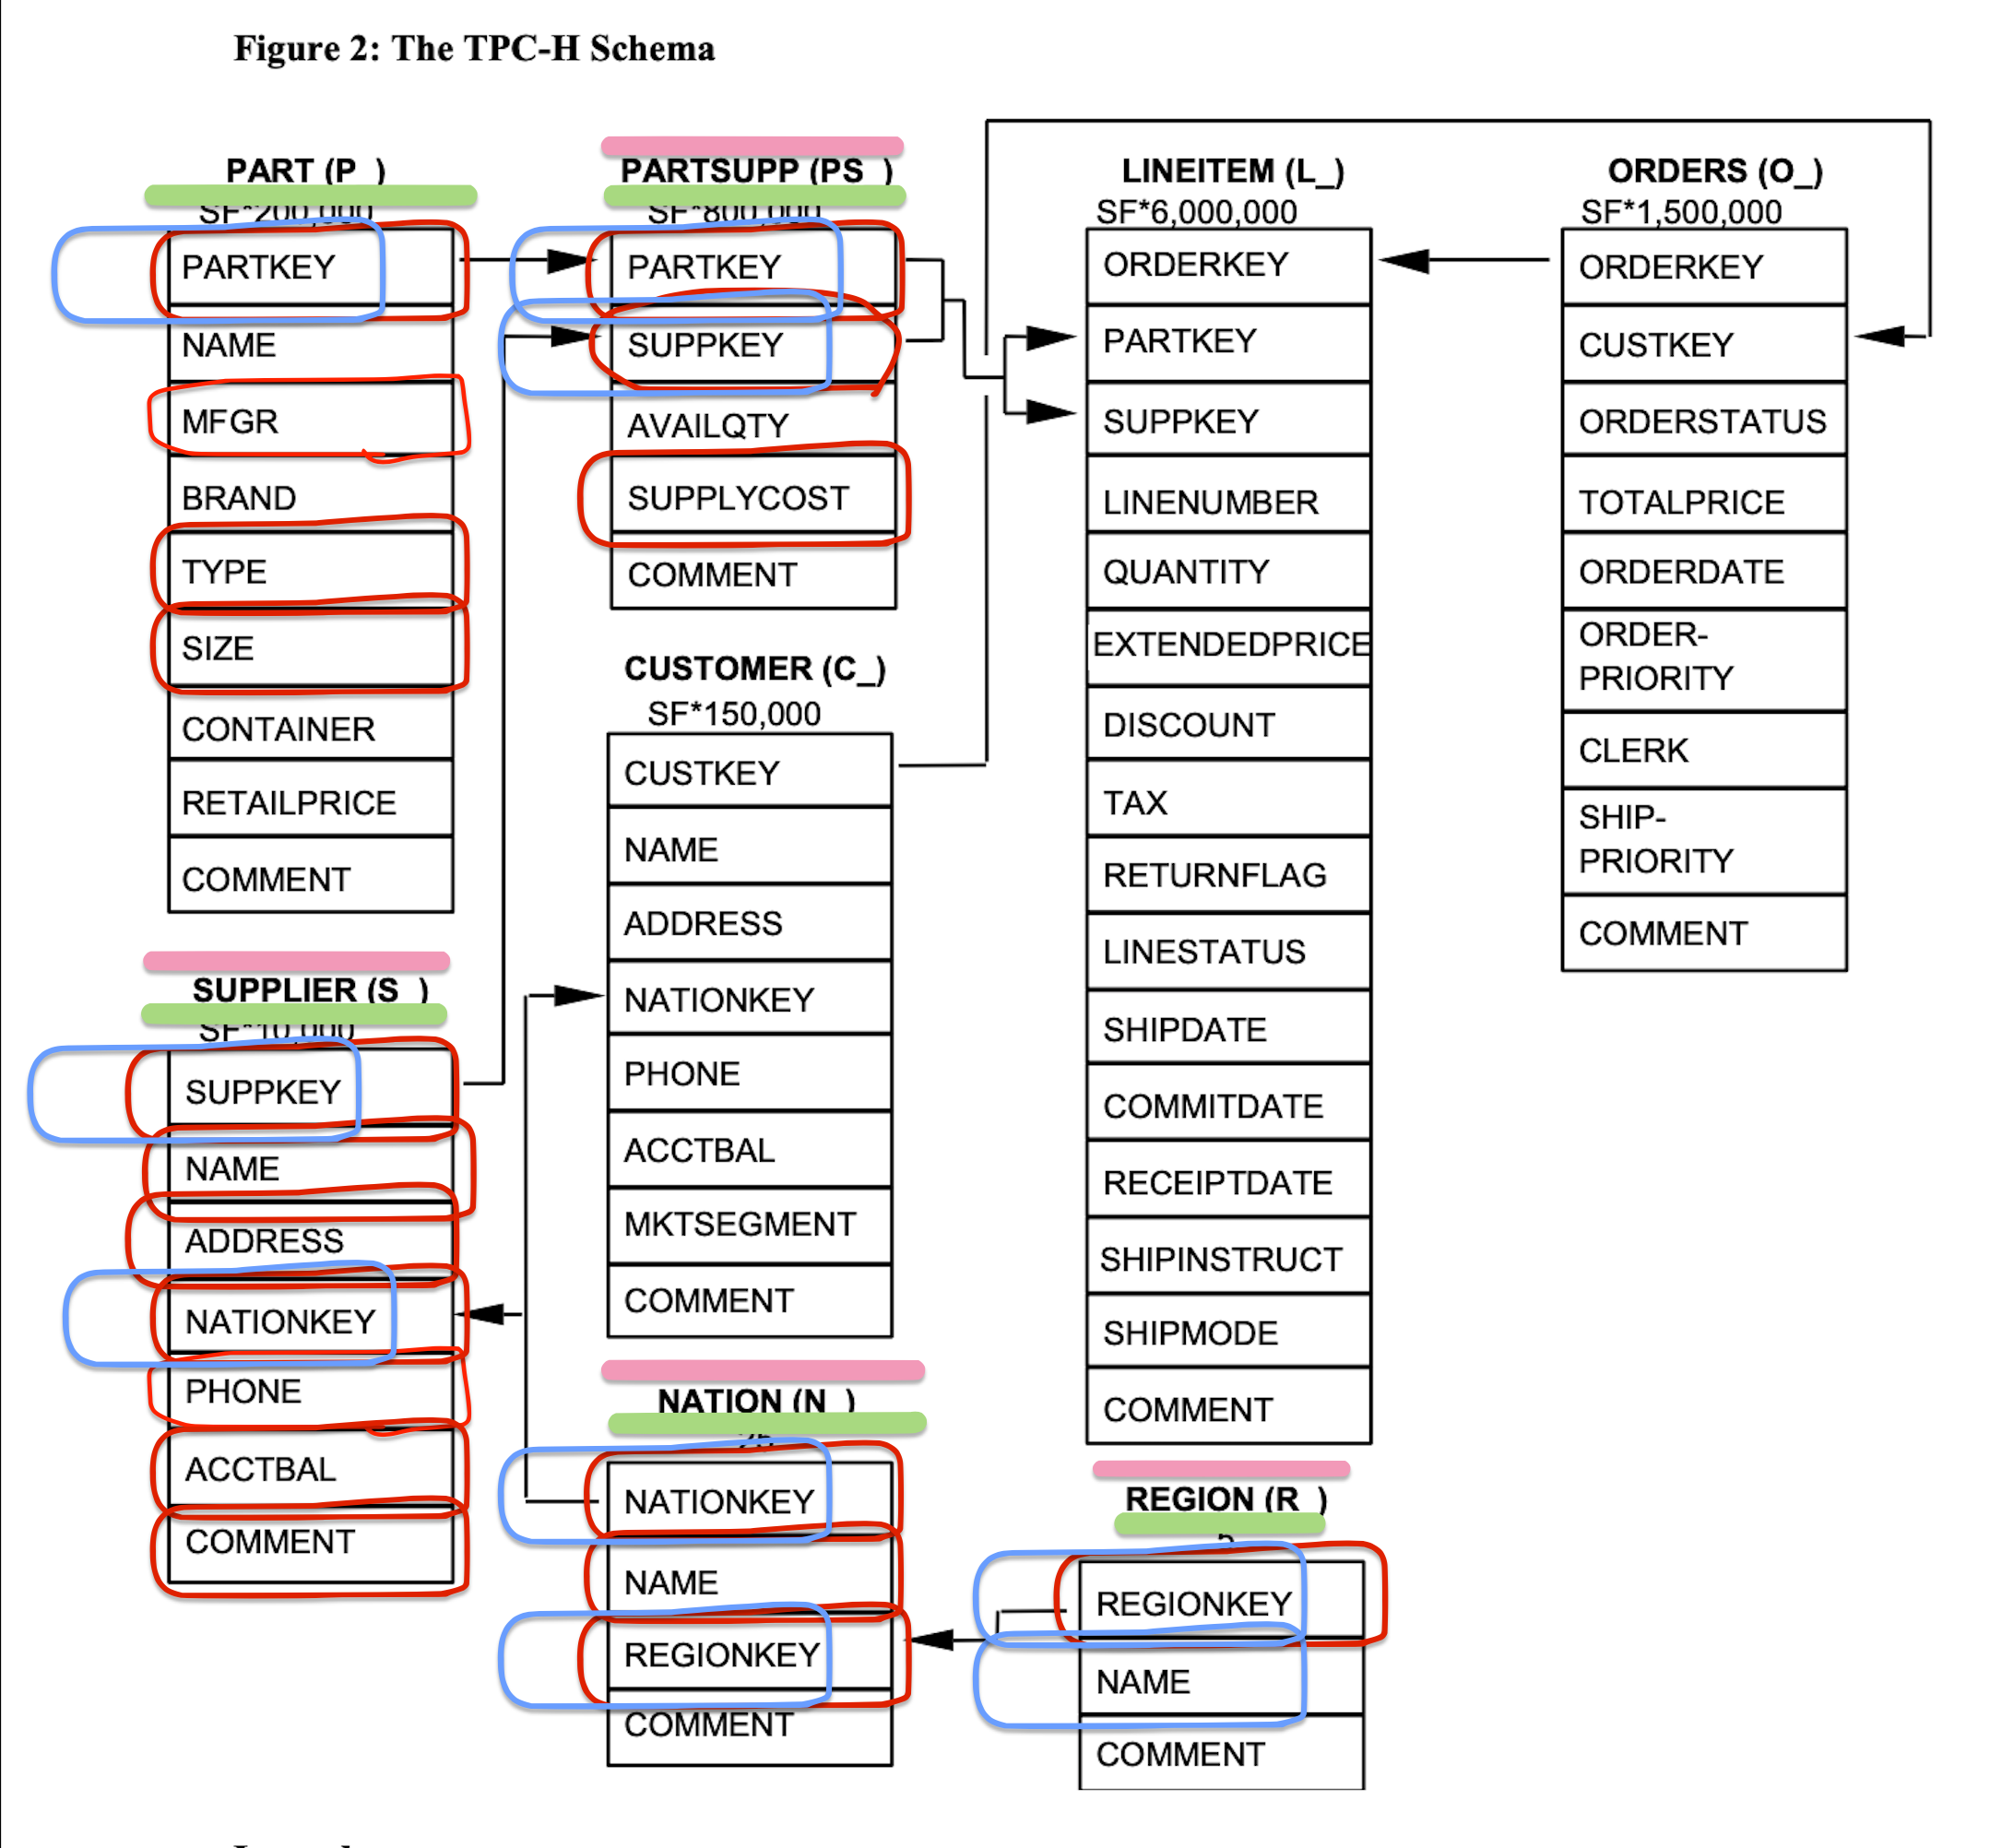 Figure 2: The TPC-H Schema
PART (P_)
SF*200,000
PARTKEY
NAME
MFGR
BRAND
TYPE
SIZE
CONTAINER
RETAILPRICE
COMMENT
SUPPLIER (S_)
SF*10,000
SUPPKEY
NAME
ADDRESS
NATIONKEY
PHONE
ACCTBAL
COMMENT
PARTSUPP (PS_)
SF*800,000
PARTKEY
SUPPKEY
AVAILQTY
SUPPLYCOST
COMMENT
CUSTOMER (C_)
SF*150,000
CUSTKEY
NAME
ADDRESS
NATIONKEY
PHONE
ACCTBAL
MKTSEGMENT
COMMENT
NATION (N_)
25
NATIONKEY
NAME
REGIONKEY
COMMENT
LINEITEM (L_)
SF*6,000,000
ORDERKEY
PARTKEY
SUPPKEY
LINENUMBER
QUANTITY
EXTENDEDPRICE
DISCOUNT
TAX
RETURNFLAG
LINESTATUS
SHIPDATE
COMMITDATE
RECEIPTDATE
SHIPINSTRUCT
SHIPMODE
COMMENT
REGION (R_)
5
REGIONKEY
NAME
COMMENT
ORDERS (O_)
SF*1,500,000
ORDERKEY
CUSTKEY
ORDERSTATUS
TOTALPRICE
ORDERDATE
ORDER-
PRIORITY
CLERK
SHIP-
PRIORITY
COMMENT